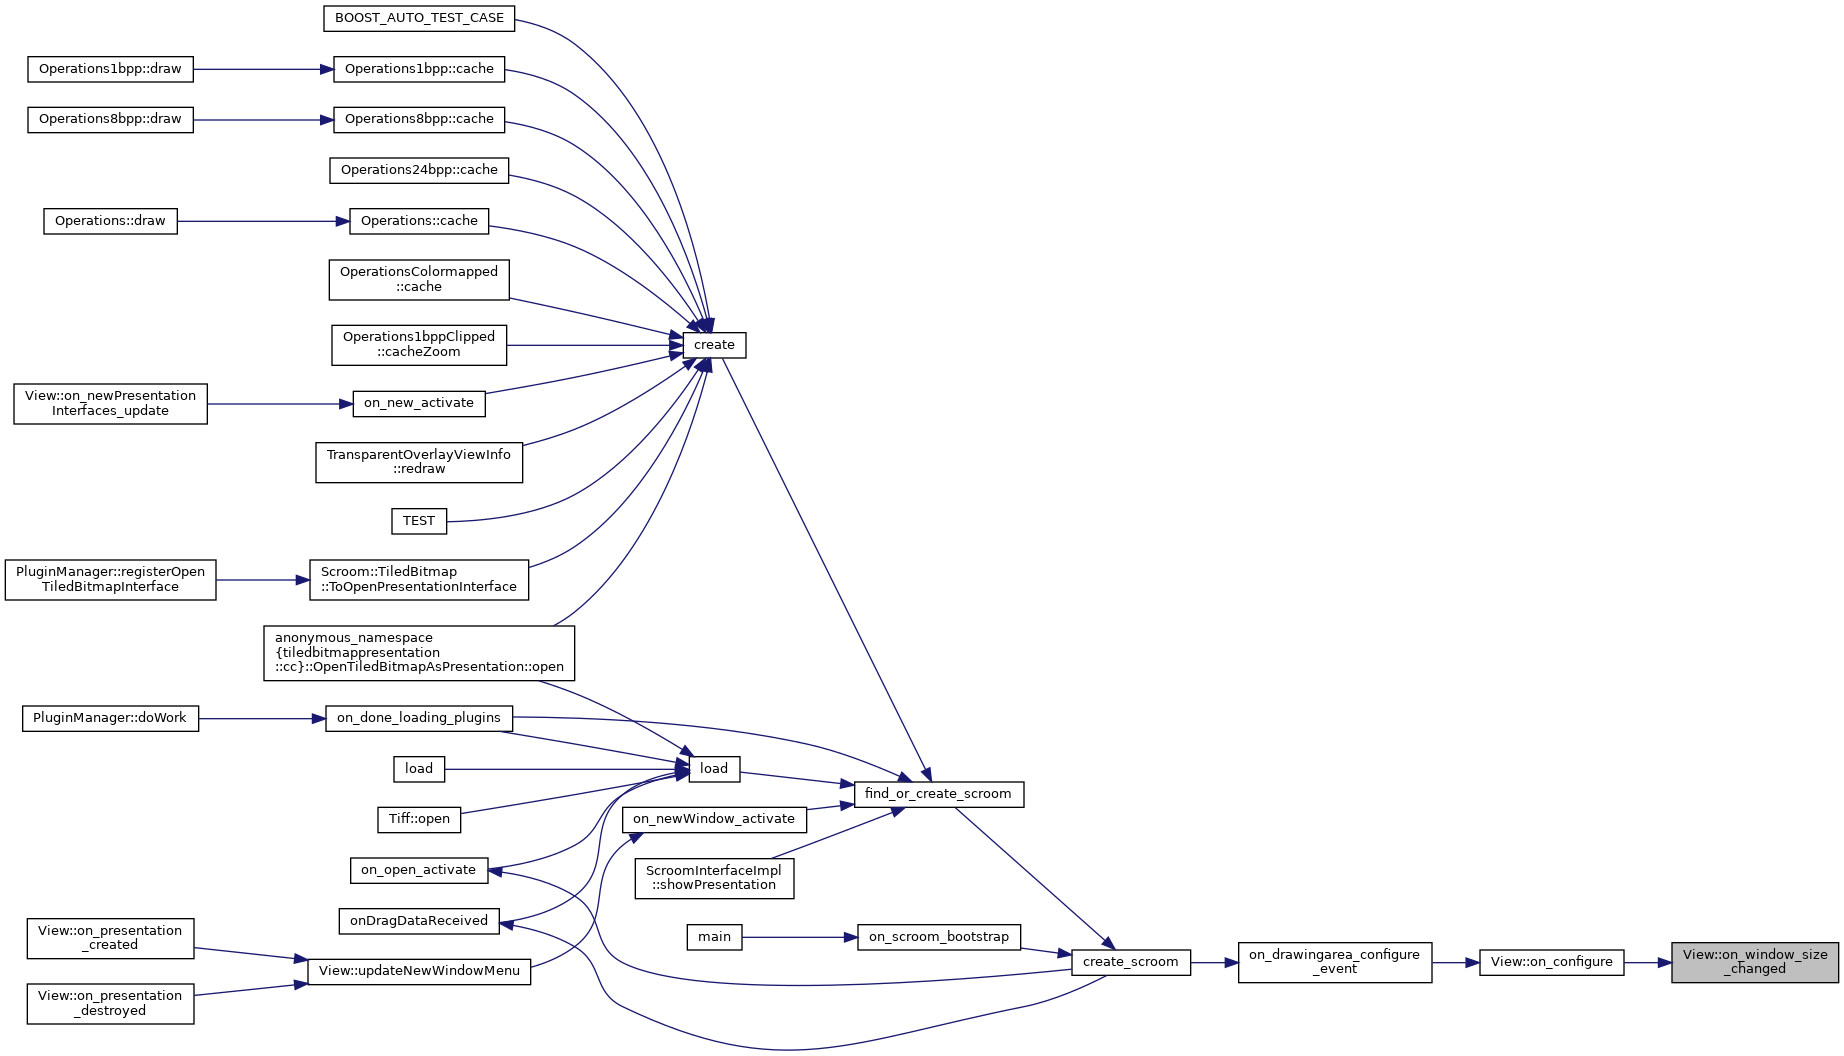 BOOST_AUTO_TEST_CASE
Operations1bpp::draw
Operations1bpp::cache
Operations8bpp::draw
Operations8bpp::cache
Operations24bpp::cache
Operations::draw
Operations::cache
OperationsColormapped
::cache
Operations1bppClipped
::cacheZoom
create
View::on_newPresentation
Interfaces_update
on_new_activate
TransparentOverlayViewInfo
::redraw
TEST
PluginManager::registerOpen
TiledBitmapInterface
Scroom::TiledBitmap
::ToOpenPresentationInterface
anonymous_namespace
{tiledbitmappresentation
::cc}::OpenTiledBitmapAsPresentation::open
PluginManager::doWork
on_done_loading_plugins
load
load
find_or_create_scroom
Tiff::open
on_newWindow_activate
on_open_activate
ScroomInterfaceImpl
::showPresentation
onDragDataReceived
View::on_presentation
_created
main
on_scroom_bootstrap
View::updateNewWindowMenu
create_scroom
on_drawingarea_configure
_event
View::on_configure
View::on_window_size
_changed
View::on_presentation
_destroyed